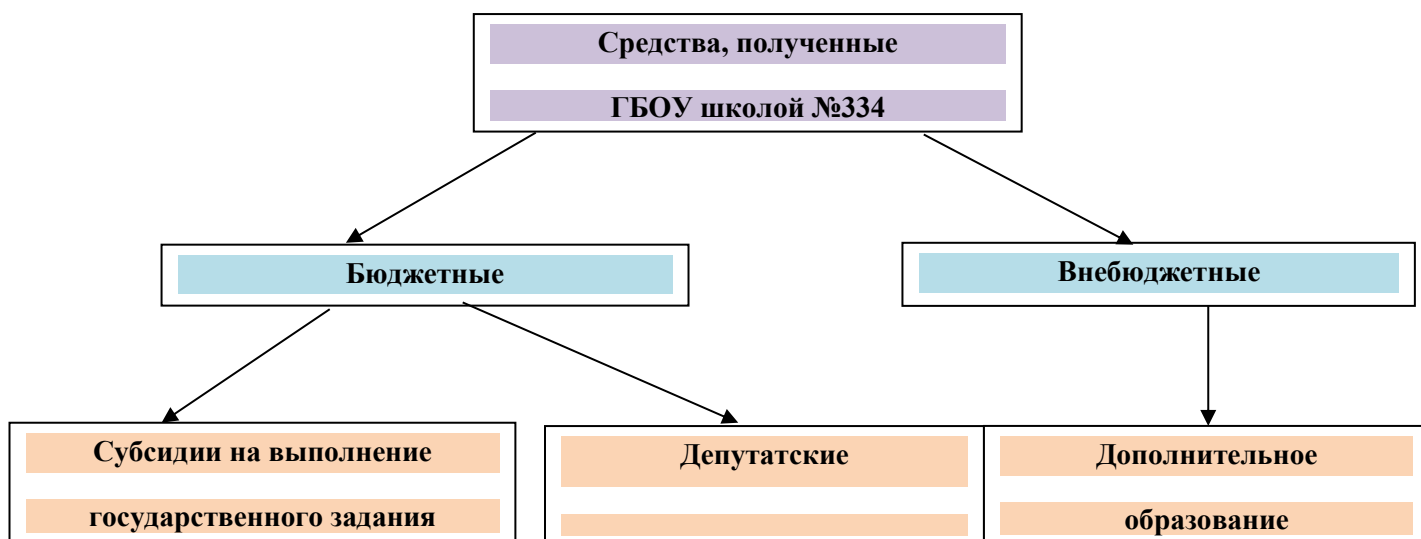 Средства, полученные
ГБОУ школой №334
Бюджетные
Внебюджетные
Субсидии на выполнение
государственного задания
Депутатские
Дополнительное
образование